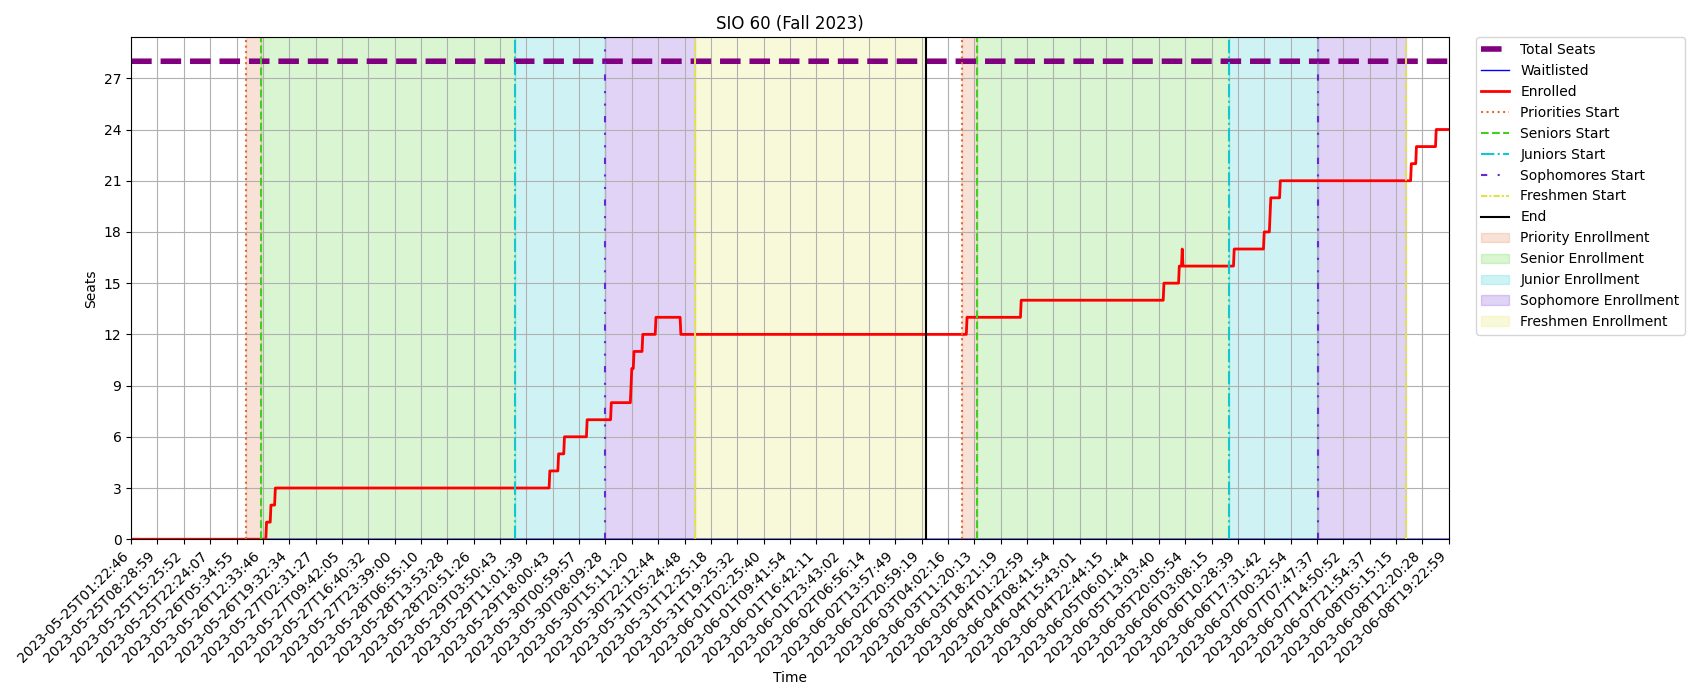 SIO 60 (Fall 2023)
Total Seats
Waitlisted
Enrolled
Priorities Start
Seniors Start
Juniors Start
Sophomores Start
Freshmen Start
End
Priority Enrollment
Senior Enrollment
Junior Enrollment
Sophomore Enrollment
Freshmen Enrollment
Seats
27
24
21
18
15
12
9
6
3
0
2023-05-25T01:22:46
2023-05-25T08:28:59
2023-05-25T15:25:52
2023-05-25T22:24:07
2023-05-26T05:34:55
2023-05-26T12:33:46
2023-05-26T19:32:34
2023-05-27T02:31:27
2023-05-27T09:42:05
2023-05-27T16:40:32
2023-05-27T23:39:00
2023-05-28T06:55:10
2023-05-28T13:53:28
2023-05-28T20:51:26
2023-05-29T03:50:43
2023-05-29T11:01:39
2023-05-29T18:00:43
2023-05-30T00:59:57
2023-05-30T08:09:28
2023-05-30T15:11:20
2023-05-30T22:12:44
2023-05-31T05:24:48
2023-05-31T12:25:18
2023-05-31T19:25:32
2023-06-01T02:25:40
2023-06-01T09:41:54
2023-06-01T16:42:11
2023-06-01T23:43:02
2023-06-02T06:56:14
2023-06-02T13:57:49
2023-06-02T20:59:19
2023-06-03T04:02:16
2023-06-03T11:20:13
2023-06-03T18:21:19
2023-06-04T01:22:59
2023-06-04T08:41:54
2023-06-04T15:43:01
2023-06-04T22:44:15
2023-06-05T06:01:44
2023-06-05T13:03:40
2023-06-05T20:05:54
2023-06-06T03:08:15
2023-06-06T10:28:39
2023-06-06T17:31:42
2023-06-07T00:32:54
2023-06-07T07:47:37
2023-06-07T14:50:52
2023-06-07T21:54:37
2023-06-08T05:15:15
2023-06-08T12:20:28
2023-06-08T19:22:59
Time